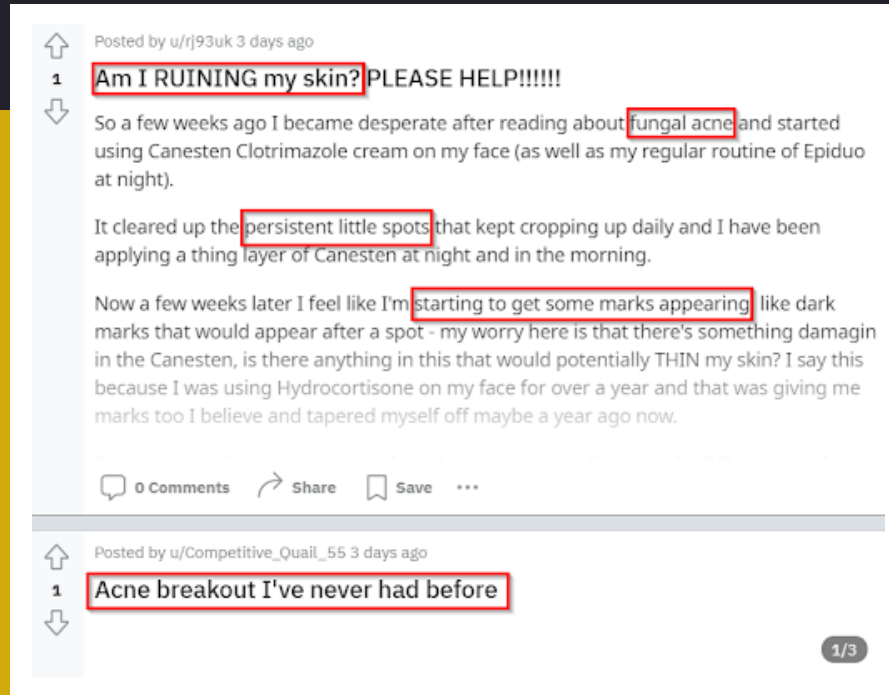 Posted by u/rj93uk 3 days ago
1
Am I RUINING my skin? PLEASE HELP!!!!!!
So a few weeks ago I became desperate after reading about fungal acne and started
using Canesten Clotrimazole cream on my face (as well as my regular routine of Epiduo
at night).
It cleared up the persistent little spots that kept cropping up daily and I have been
applying a thing layer of Canesten at night and in the morning.
Now a few weeks later I feel like I'm starting to get some marks appearing like dark
marks that would appear after a spot - my worry here is that there's something damagin
in the Canesten, is there anything in this that would potentially THIN my skin? I say this
because I was using Hydrocortisone on my face for over a year and that was giving me
marks too I believe and tapered myself off maybe a year ago now.
0 Comments Share Save ···
Posted by u/Competitive_Quail_55 3 days ago
1
Acne breakout I've never had before
1/3